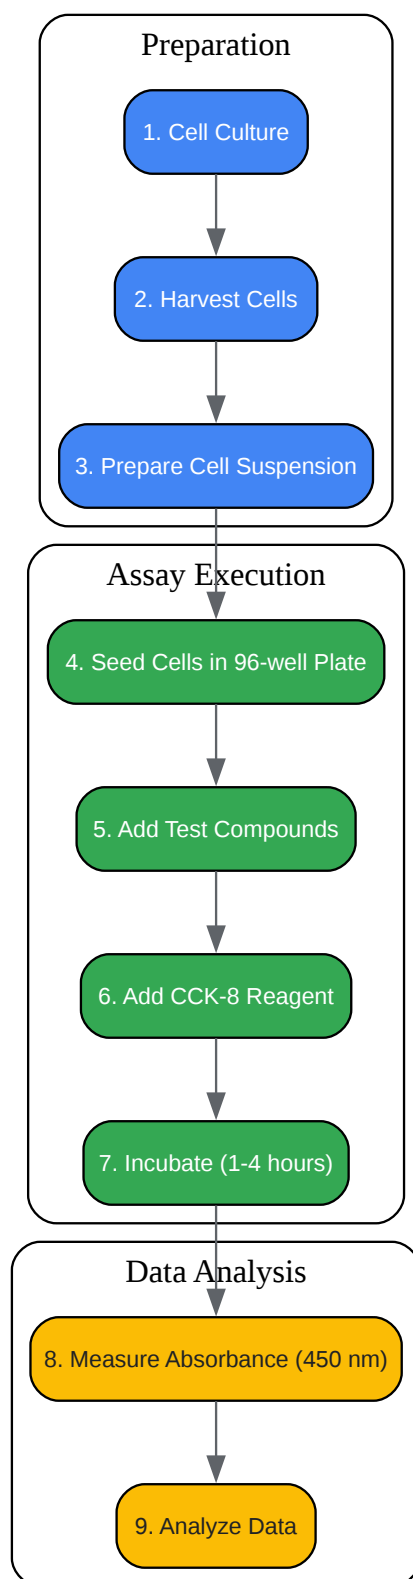 Preparation
1. Cell Culture
2. Harvest Cells
3. Prepare Cell Suspension
Assay Execution
4. Seed Cells in 96-well Plate
5. Add Test Compounds
6. Add CCK-8 Reagent
7. Incubate (1-4 hours)
Data Analysis
8. Measure Absorbance (450 nm)
9. Analyze Data